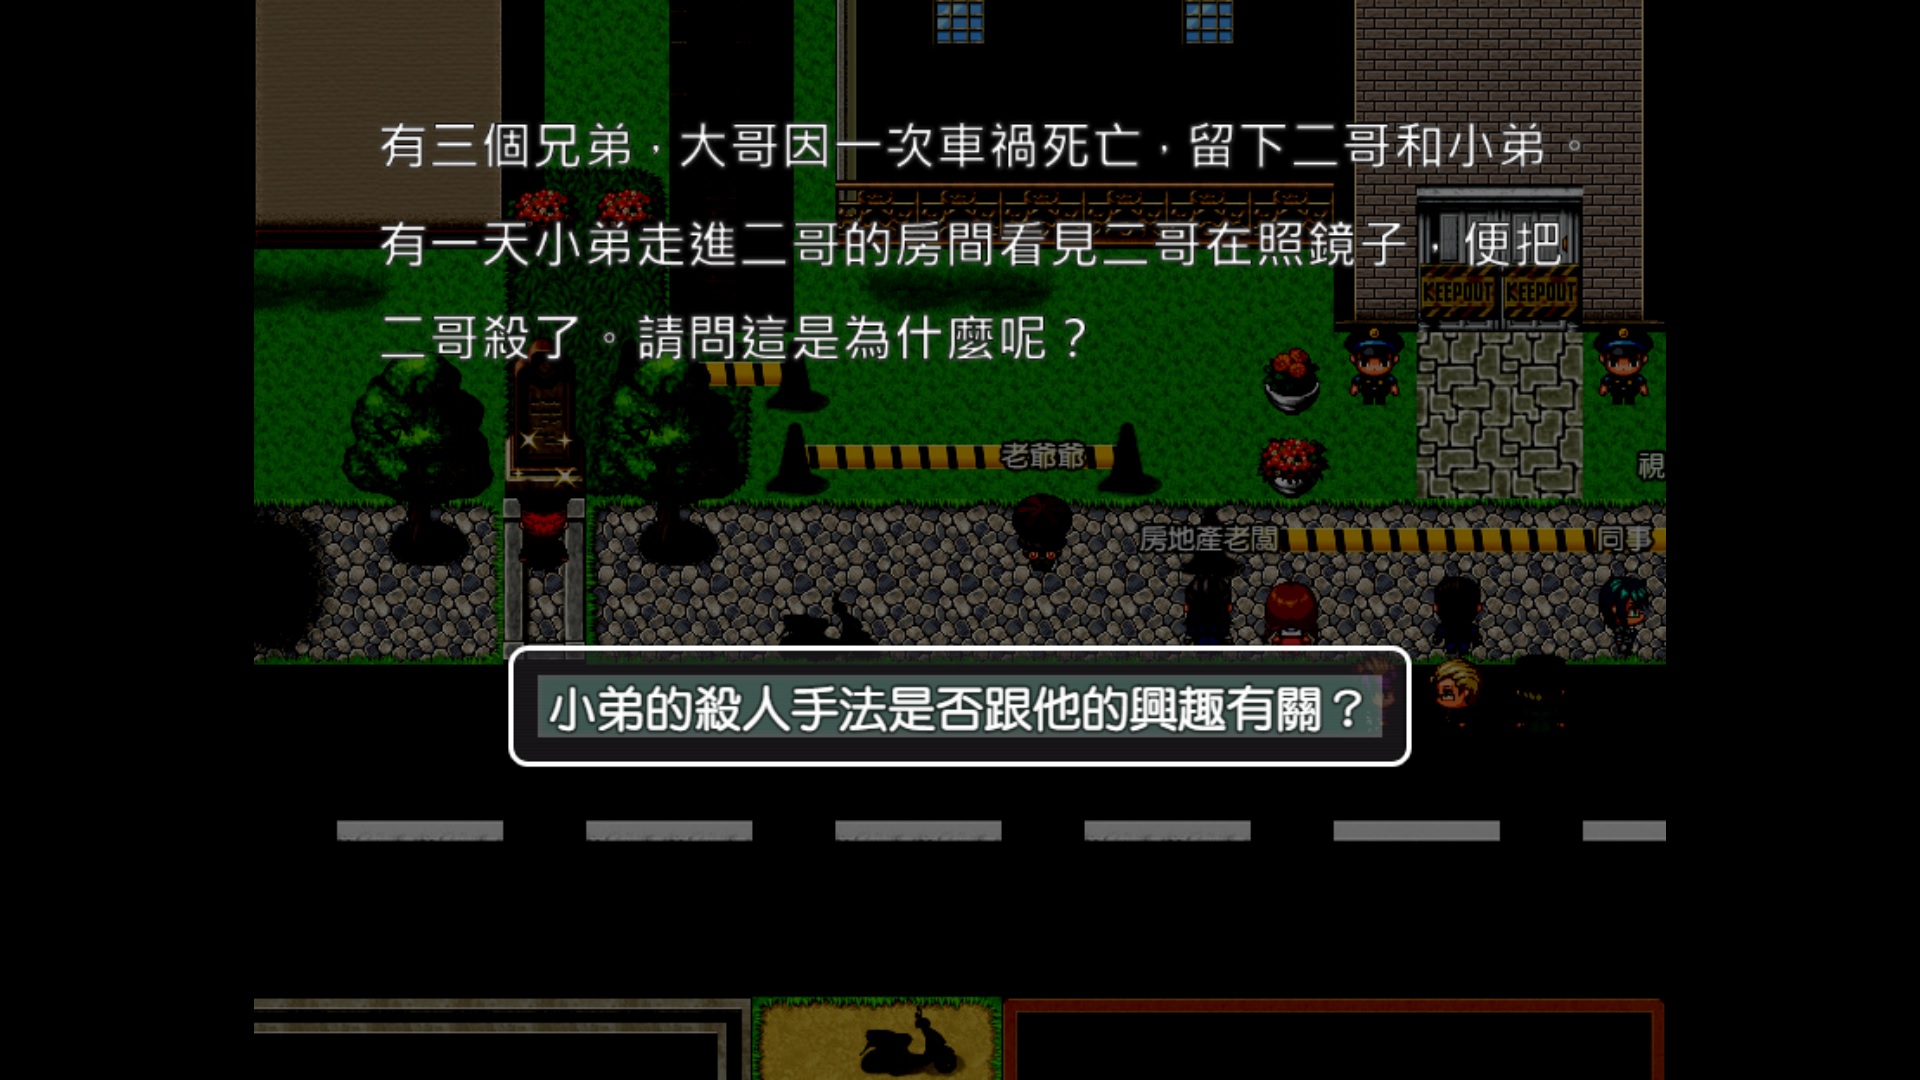 有三個兄弟，大哥因一次車禍死亡，留下二哥和小弟。
有一天小弟走進二哥的房間看見二哥在照鏡子，便把
二哥殺了。請問這是為什麼呢？
KEEPOUT KEEPOUT
老爺爺
視
房地產老闆
同事
小弟的殺人手法是否跟他的興趣有關？